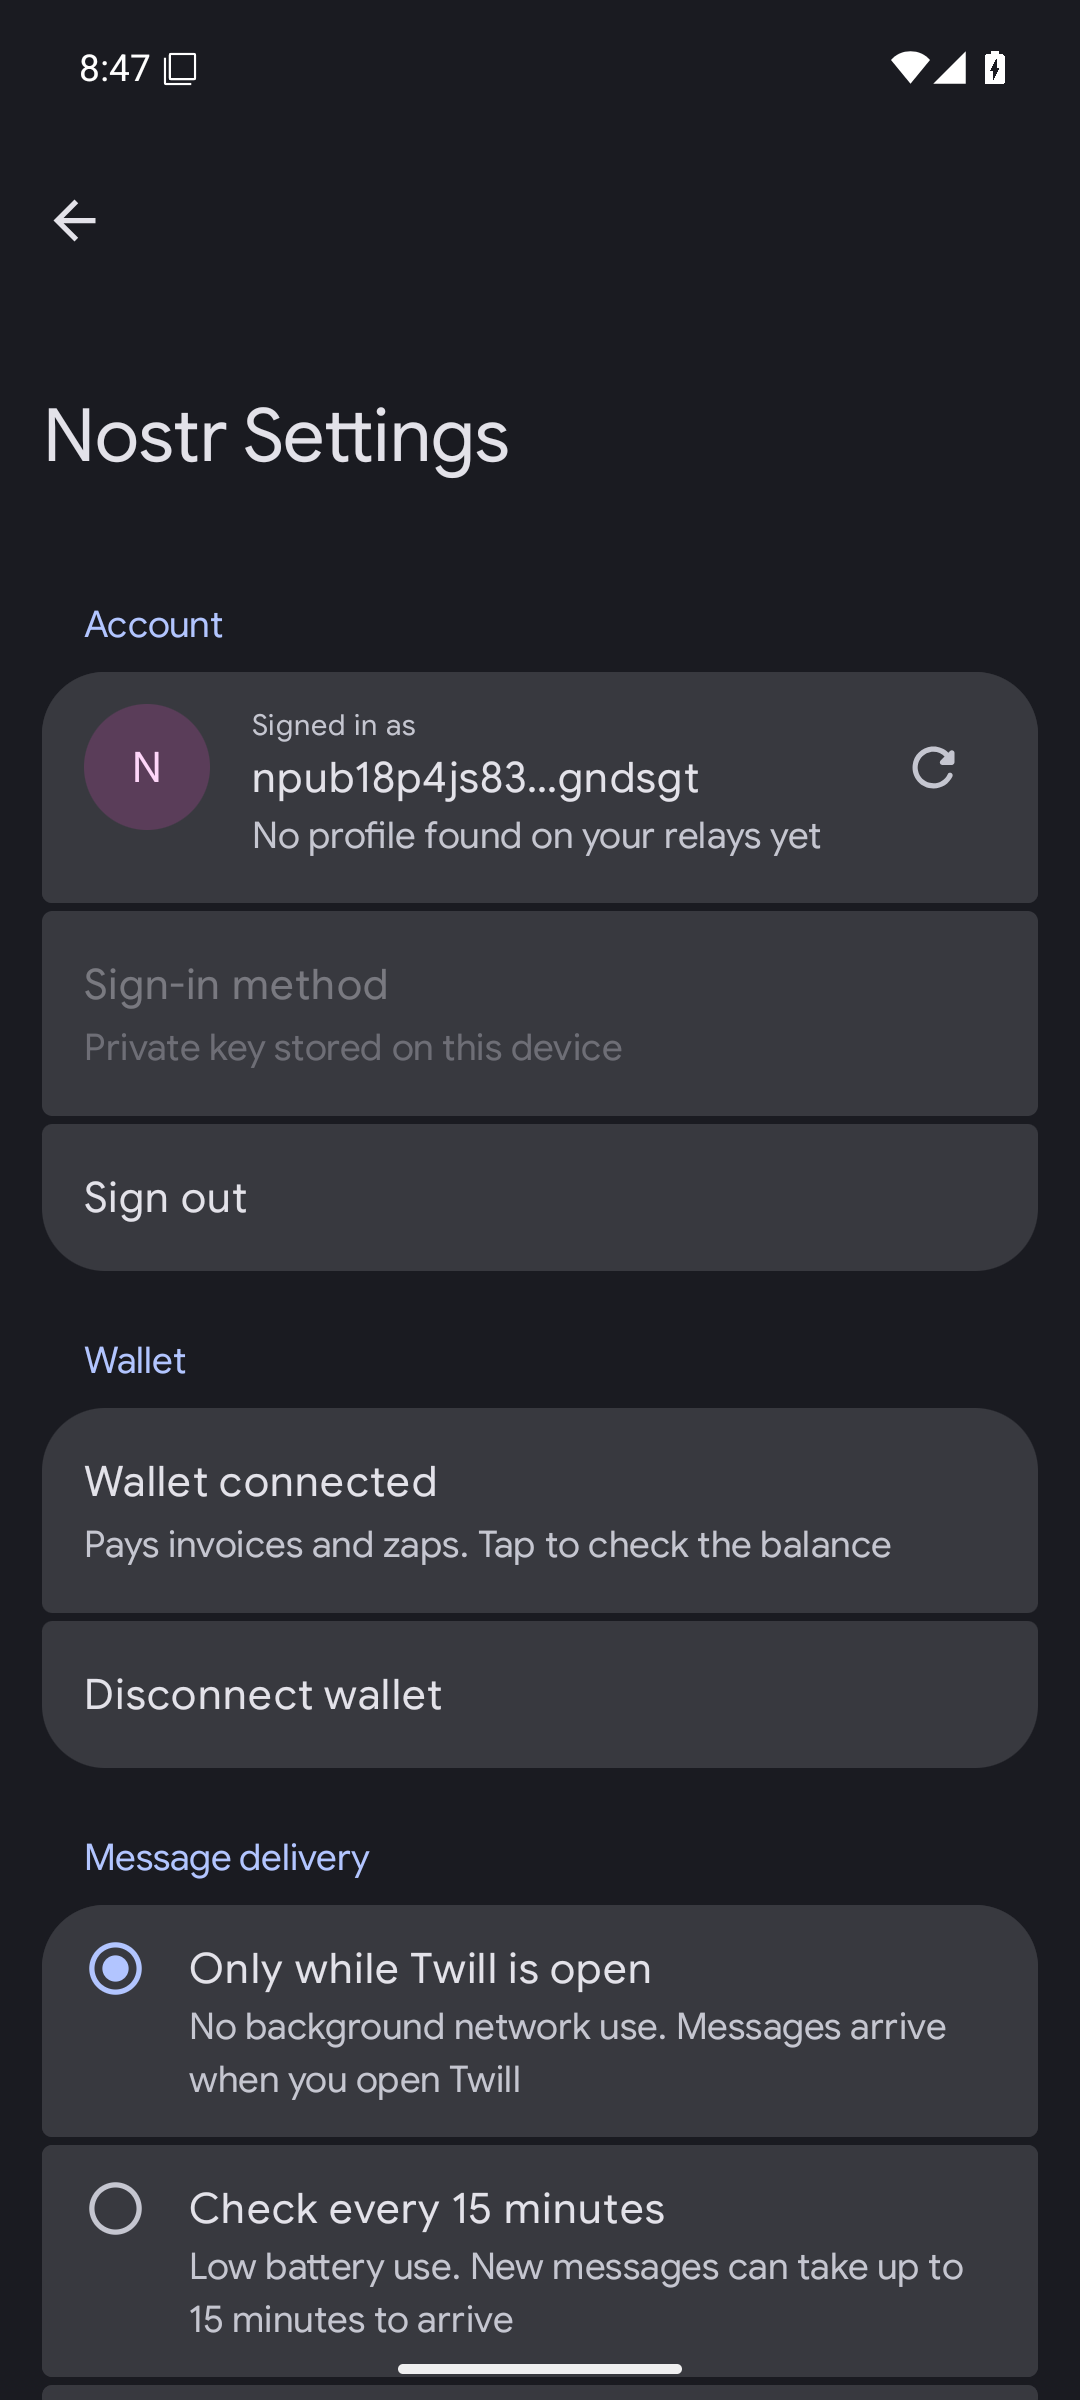 8:47
Nostr Settings
Account
N
Signed in as
npub18p4js83...gndsgt
No profile found on your relays yet
Sign-in method
Private key stored on this device
Sign out
Wallet
Wallet connected
Pays invoices and zaps. Tap to check the balance
Disconnect wallet
Message delivery
Only while Twill is open
No background network use. Messages arrive
when you open Twill
Check every 15 minutes
Low battery use. New messages can take up to
15 minutes to arrive